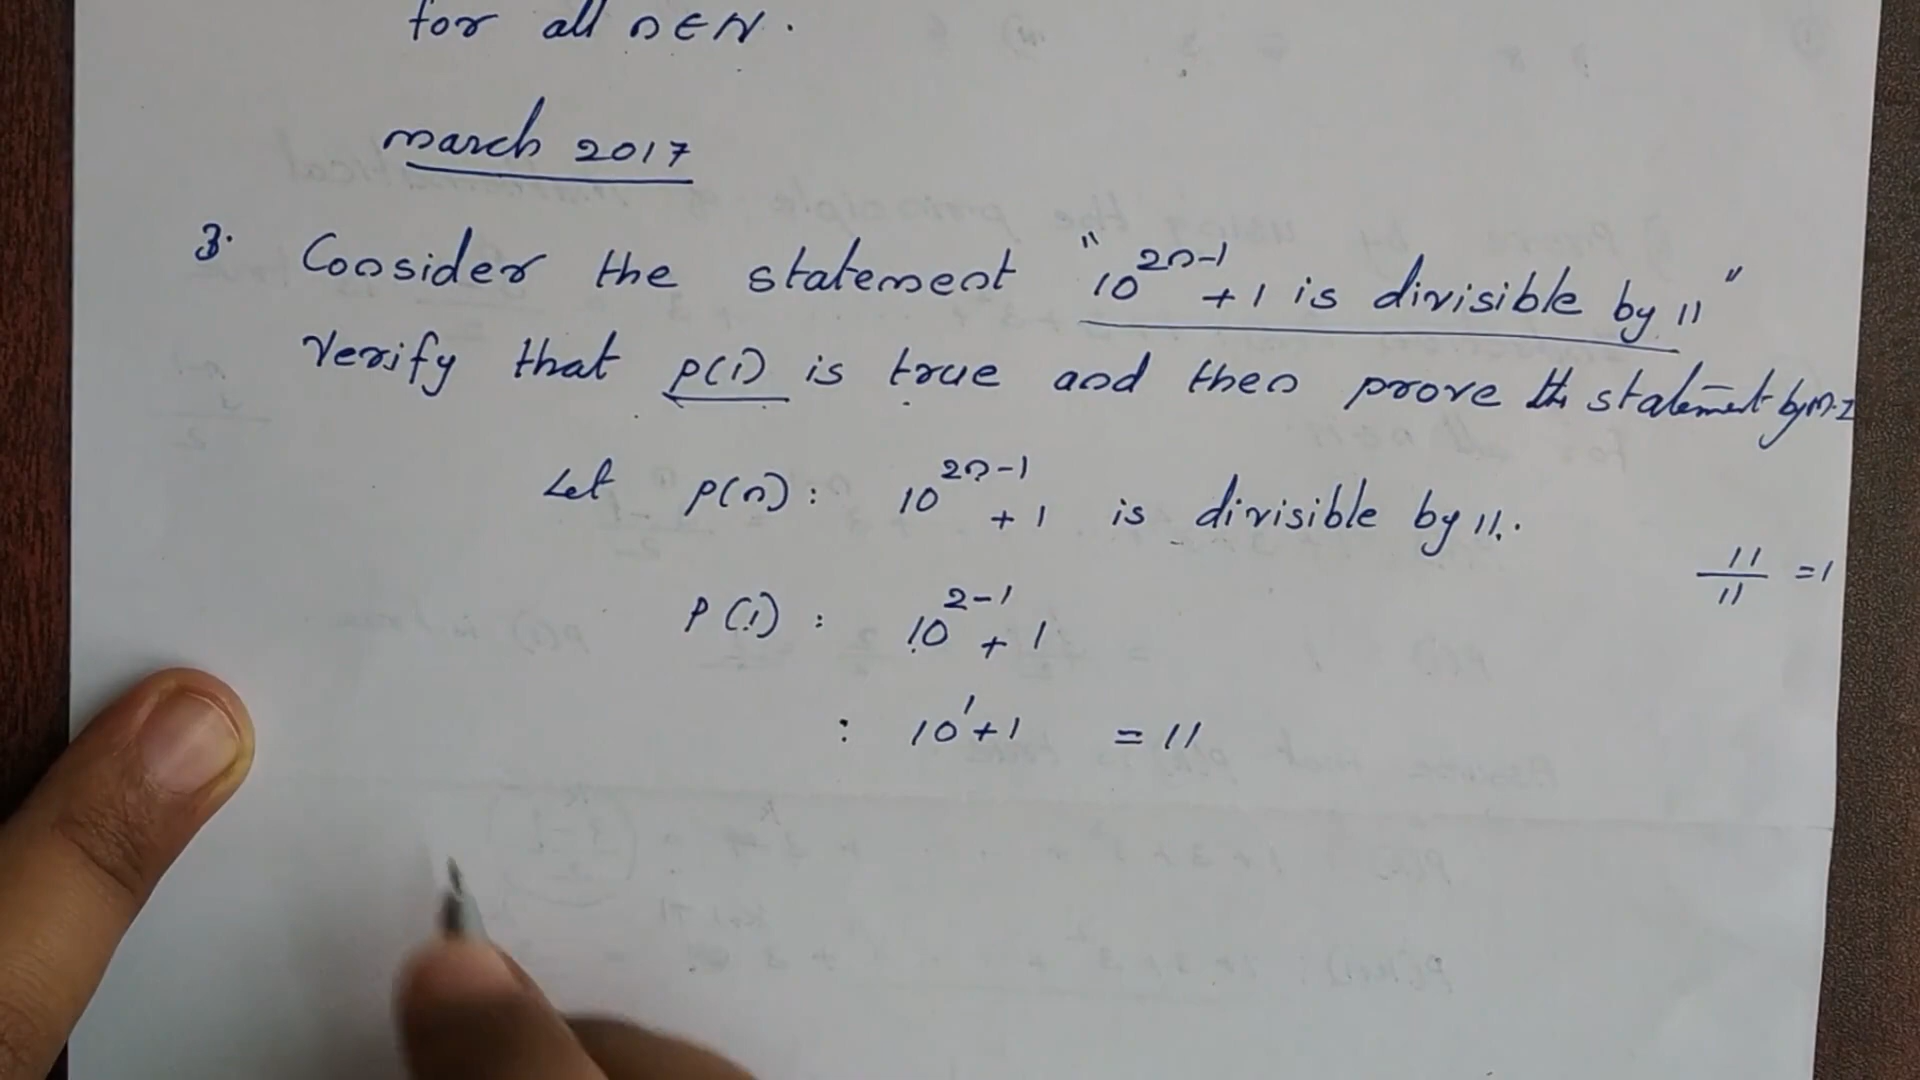 for all n ∈ N.
March 2017
3. Consider the statement "10^{2n-1} + 1 is divisible by 11"
Verify that P(1) is true and then prove the statement by M.I
Let P(n) : 10^{2n-1} + 1 is divisible by 11.
11/11 = 1
P(1) : 10^{2-1} + 1
: 10^1 + 1 = 11